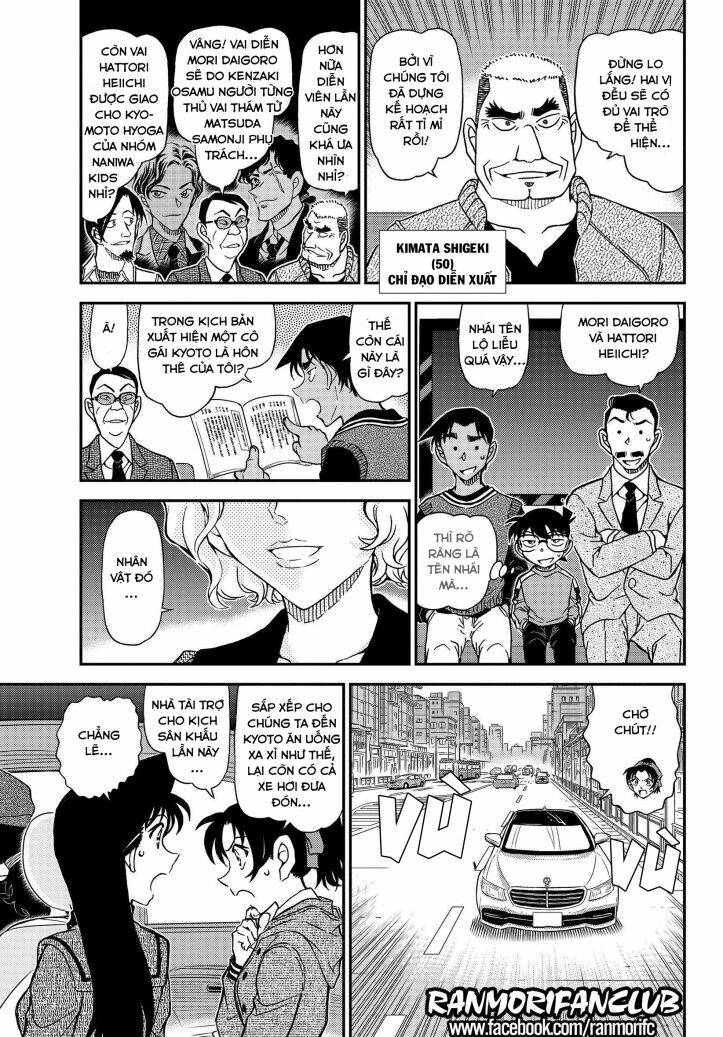 ĐỪNG LO
LẮNG! HAI VỊ
ĐỀU SẼ CÓ
ĐỦ VAI TRÒ
ĐỂ THỂ
HIỆN...
BỞI VÌ
CHÚNG TÔI
ĐÃ DỰNG
KẾ HOẠCH
RẤT TỈ MỈ
RỒI!
KIMATA SHIGEKI
(50)
CHỈ ĐẠO DIỄN XUẤT
HƠN
NỮA
DIỄN
VIÊN LẦN
NÀY
CŨNG
KHÁ ƯA
NHÌN
NHỈ?
VÂNG! VAI DIỄN
MORI DAIGORO
SẼ DO KENZAKI
OSAMU NGƯỜI TỪNG
THỦ VAI THÁM TỬ
MATSUDA
SAMONJI PHỤ
TRÁCH...
CÒN VAI
HATTORI
HEIICHI
ĐƯỢC GIAO
CHO KYO-
MOTO HYOGA
CỦA NHÓM
NANIWA
KIDS
NHỈ?
MORI DAIGORO
VÀ HATTORI
HEIICHI?
NHÁI TÊN
LỘ LIỄU
QUÁ VẬY...
THÌ RÕ
RÀNG LÀ
TÊN NHÁI
MÀ...
THẾ
CÒN CÁI
NÀY LÀ
GÌ ĐÂY?
TRONG KỊCH BẢN
XUẤT HIỆN MỘT CÔ
GÁI KYOTO LÀ HÔN
THÊ CỦA TÔI?
À!
NHÂN
VẬT ĐÓ
...
CHỜ
CHÚT!!
VÙ
VÙ
SẮP XẾP CHO
CHÚNG TA ĐẾN
KYOTO ĂN UỐNG
XA XỈ NHƯ THẾ,
LẠI CÒN CÓ CẢ
XE HƠI ĐƯA
ĐÓN...
NHÀ TÀI TRỢ
CHO KỊCH
SÂN KHẤU
LẦN NÀY ...
CHẲNG
LẼ...
RANMORIFANCLUB
www.facebook.com/ranmorifc